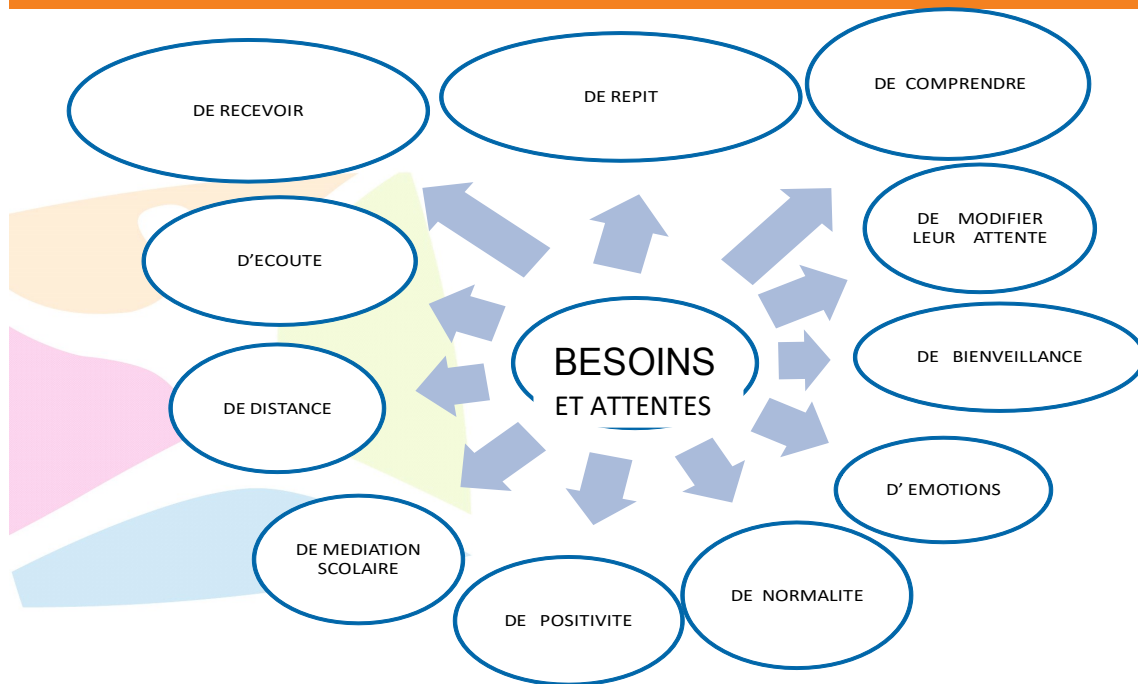 DE RECEVOIR
DE REPIT
DE COMPRENDRE
DE MODIFIER
LEUR ATTENTE
D’ECOUTE
BESOINS
ET ATTENTES
DE BIENVEILLANCE
DE DISTANCE
D’ EMOTIONS
DE MEDIATION
SCOLAIRE
DE POSITIVITE
DE NORMALITE